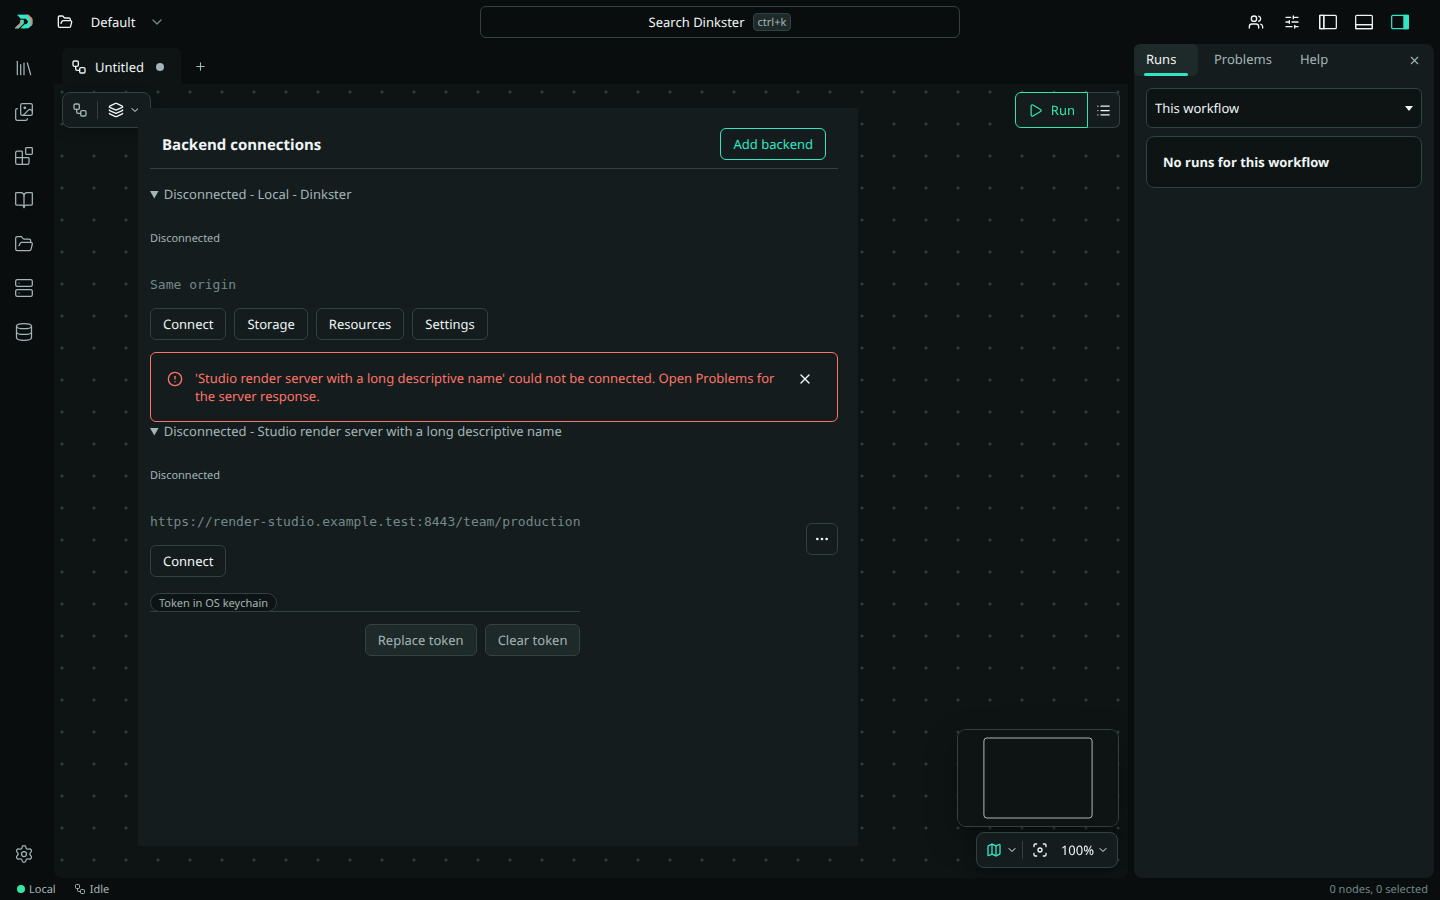 Default
Search Dinkster ctrl+k
Untitled
Run
Runs Problems Help
This workflow
No runs for this workflow
Backend connections
Add backend
Disconnected - Local - Dinkster
Disconnected
Same origin
Connect Storage Resources Settings
'Studio render server with a long descriptive name' could not be connected. Open Problems for
the server response.
Disconnected - Studio render server with a long descriptive name
Disconnected
https://render-studio.example.test:8443/team/production
Connect
Token in OS keychain
Replace token Clear token
100%
Local Idle
0 nodes, 0 selected